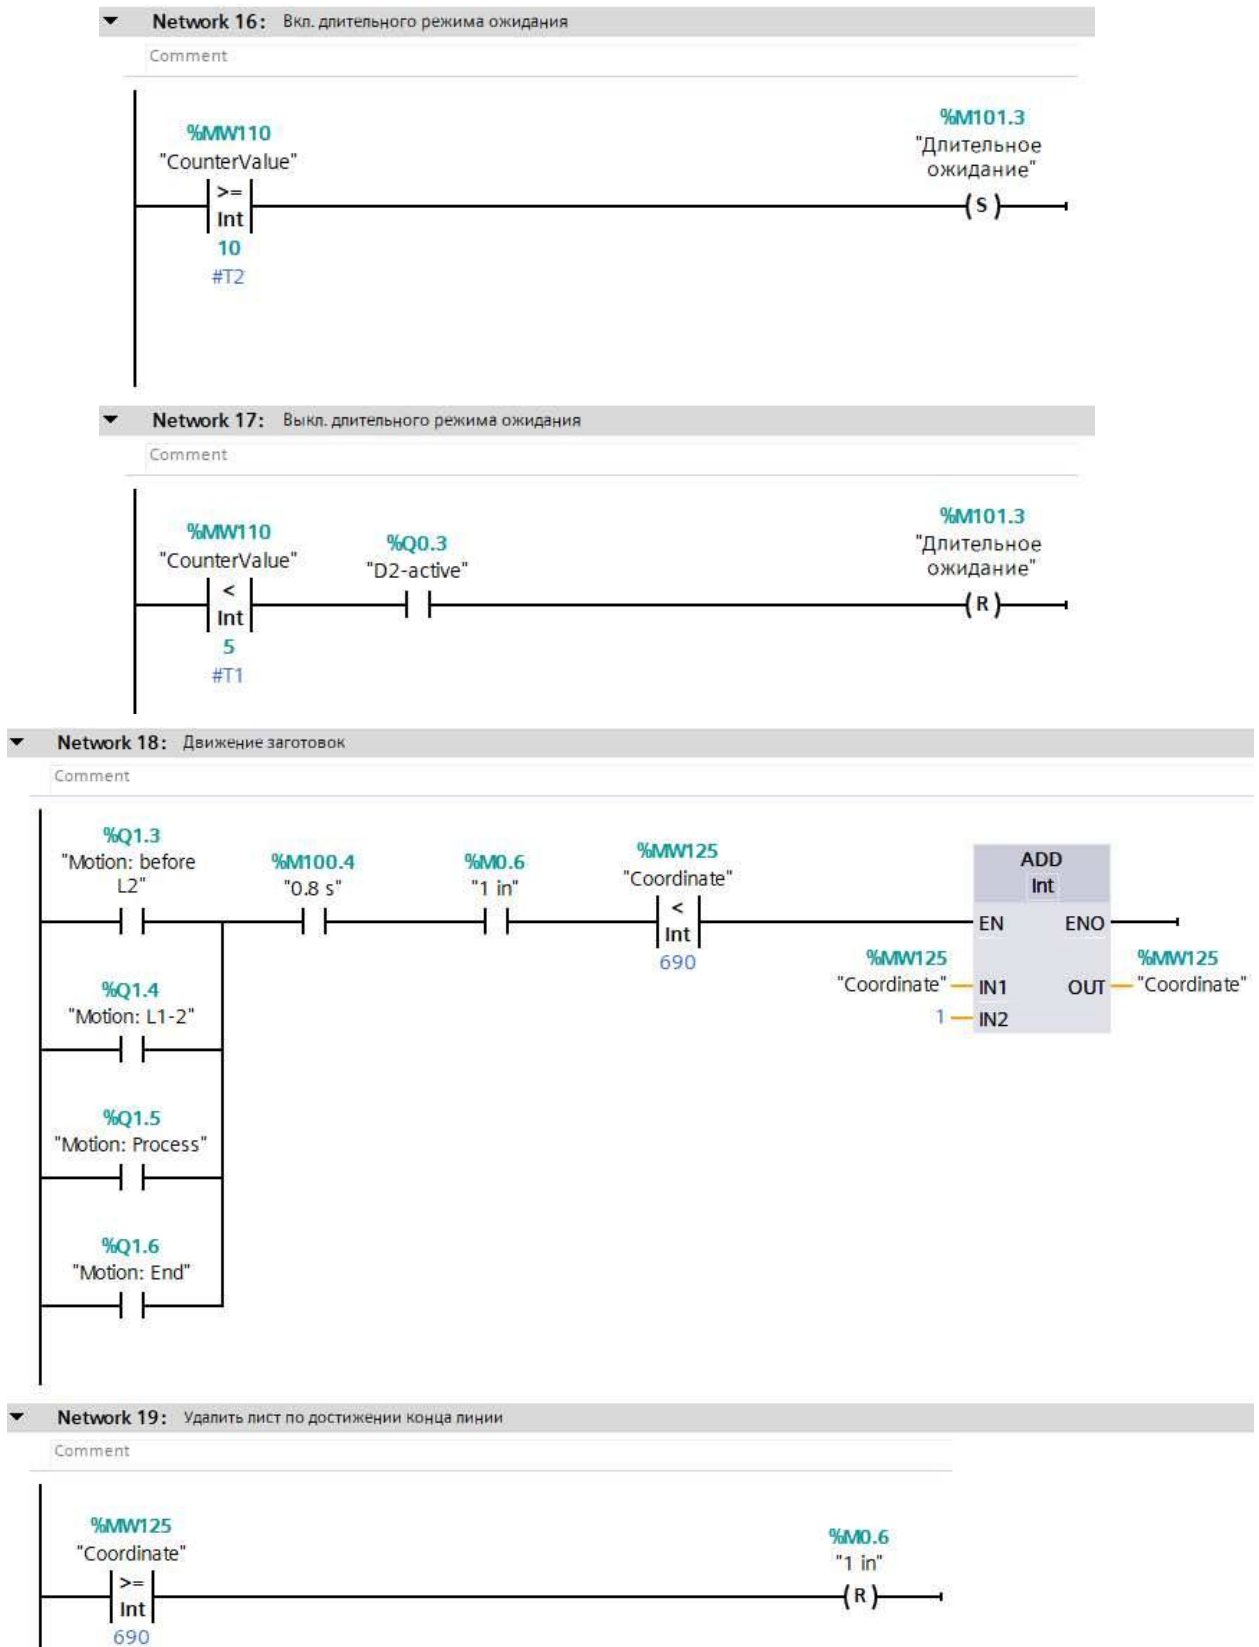 Network 16: Вкл. длительного режима ожидания
Comment
%MW110
"CounterValue"
>=
Int
10
#T2
%M101.3
"Длительное
ожидание"
S
Network 17: Выкл. длительного режима ожидания
Comment
%MW110
"CounterValue"
<
Int
5
#T1
%Q0.3
"D2-active"
%M101.3
"Длительное
ожидание"
R
Network 18: Движение заготовок
Comment
%Q1.3
"Motion: before
L2"
%M100.4
"0.8 s"
%M0.6
"1 in"
%MW125
"Coordinate"
<
Int
690
ADD
Int
EN ENO
%MW125
"Coordinate"
IN1
OUT
%MW125
"Coordinate"
1
IN2
%Q1.4
"Motion: L1-2"
%Q1.5
"Motion: Process"
%Q1.6
"Motion: End"
Network 19: Удалить лист по достижении конца линии
Comment
%MW125
"Coordinate"
>=
Int
690
%M0.6
"1 in"
R